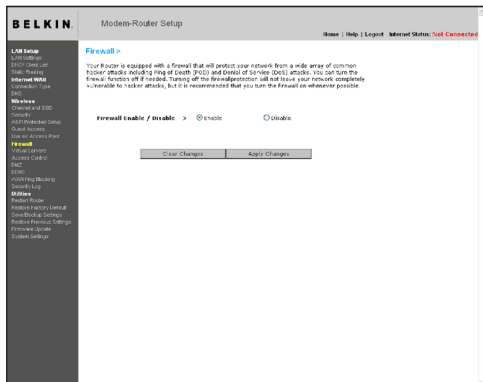 BELKIN.
Modem-Router Setup
Home | Help | Logout Internet Status: Not Connected
LAN Setup
LAN Settings
DHCP Client List
Static Routing
Internet WAN
Connection Type
DNS
Wireless
Channel and SSID
Security
Wi-Fi Protected Setup
Guest Access
Use as Access Point
Firewall
Virtual Servers
Access Control
DMZ
DDNS
WAN Ping Blocking
Security Log
Utilities
Restart Router
Restore Factory Default
Save/Backup Settings
Restore Previous Settings
Firmware Update
System Settings
Firewall >
Your Router is equipped with a firewall that will protect your network from a wide array of common
hacker attacks including Ping of Death (POD) and Denial of Service (DoS) attacks. You can turn the
firewall function off if needed. Turning off the firewallprotection will not leave your network completely
vulnerable to hacker attacks, but it is recommended that you turn the firewall on whenever possible.
Firewall Enable / Disable > Enable Disable
Clear Changes Apply Changes